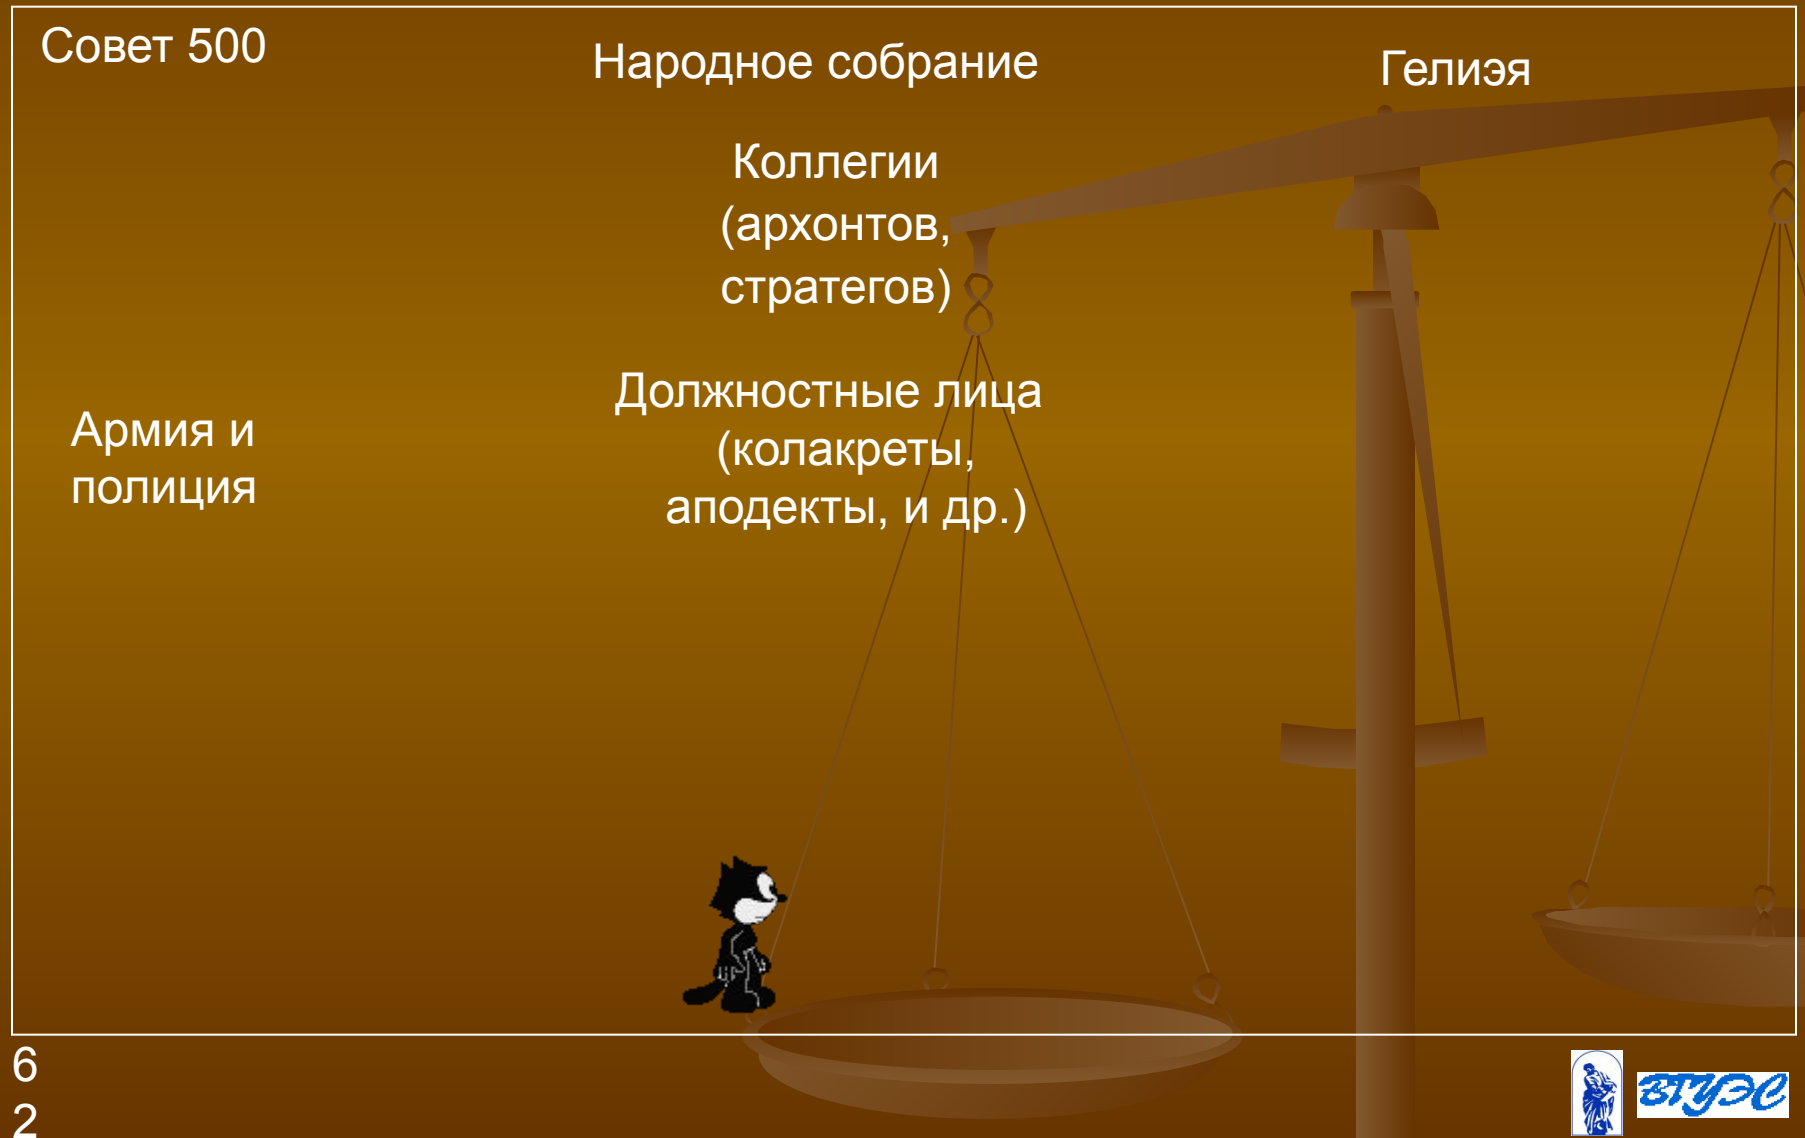 Совет 500
Народное собрание
Гелиэя
Коллегии
(архонтов,
стратегов)
Должностные лица
(колакреты,
аподекты, и др.)
Армия и
полиция
6
2
ВГУЭС